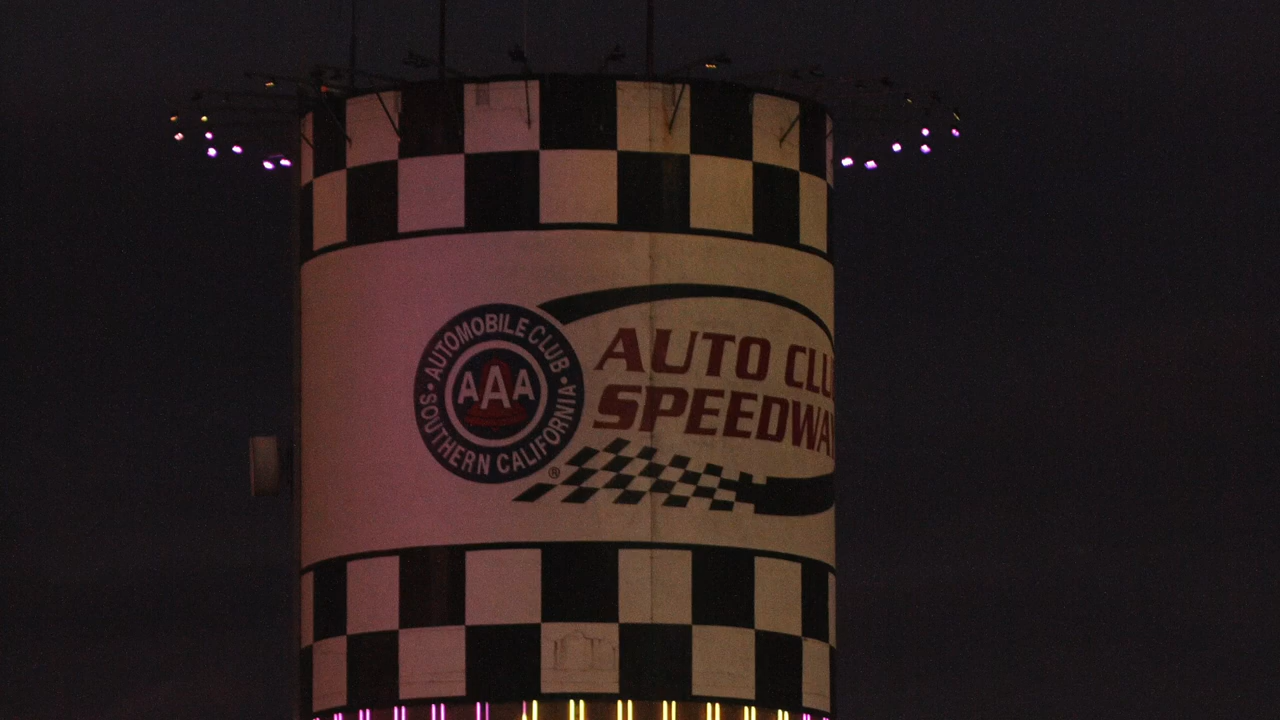 AUTOMOBILE CLUB
AAA
SOUTHERN CALIFORNIA
®
AUTO CLU
SPEEDWA